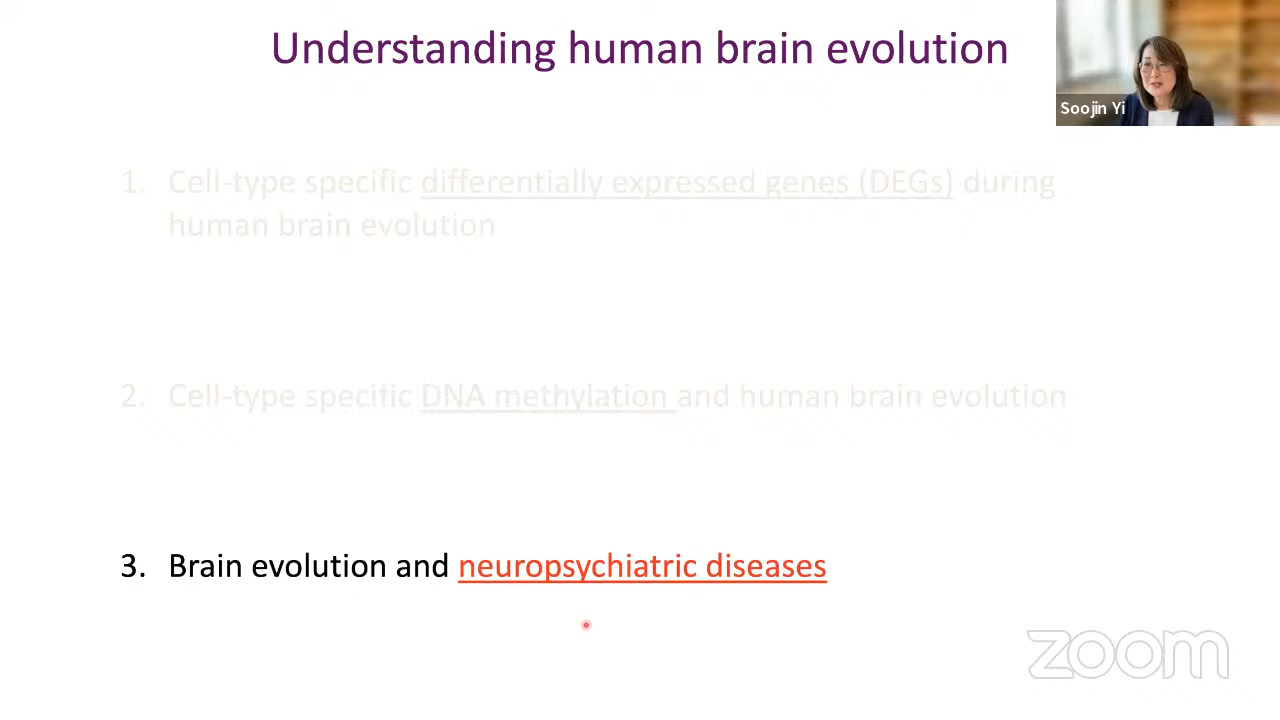 Understanding human brain evolution
Soojin Yi
1. Cell-type specific differentially expressed genes (DEGs) during
human brain evolution
2. Cell-type specific DNA methylation and human brain evolution
3. Brain evolution and neuropsychiatric diseases
zoom